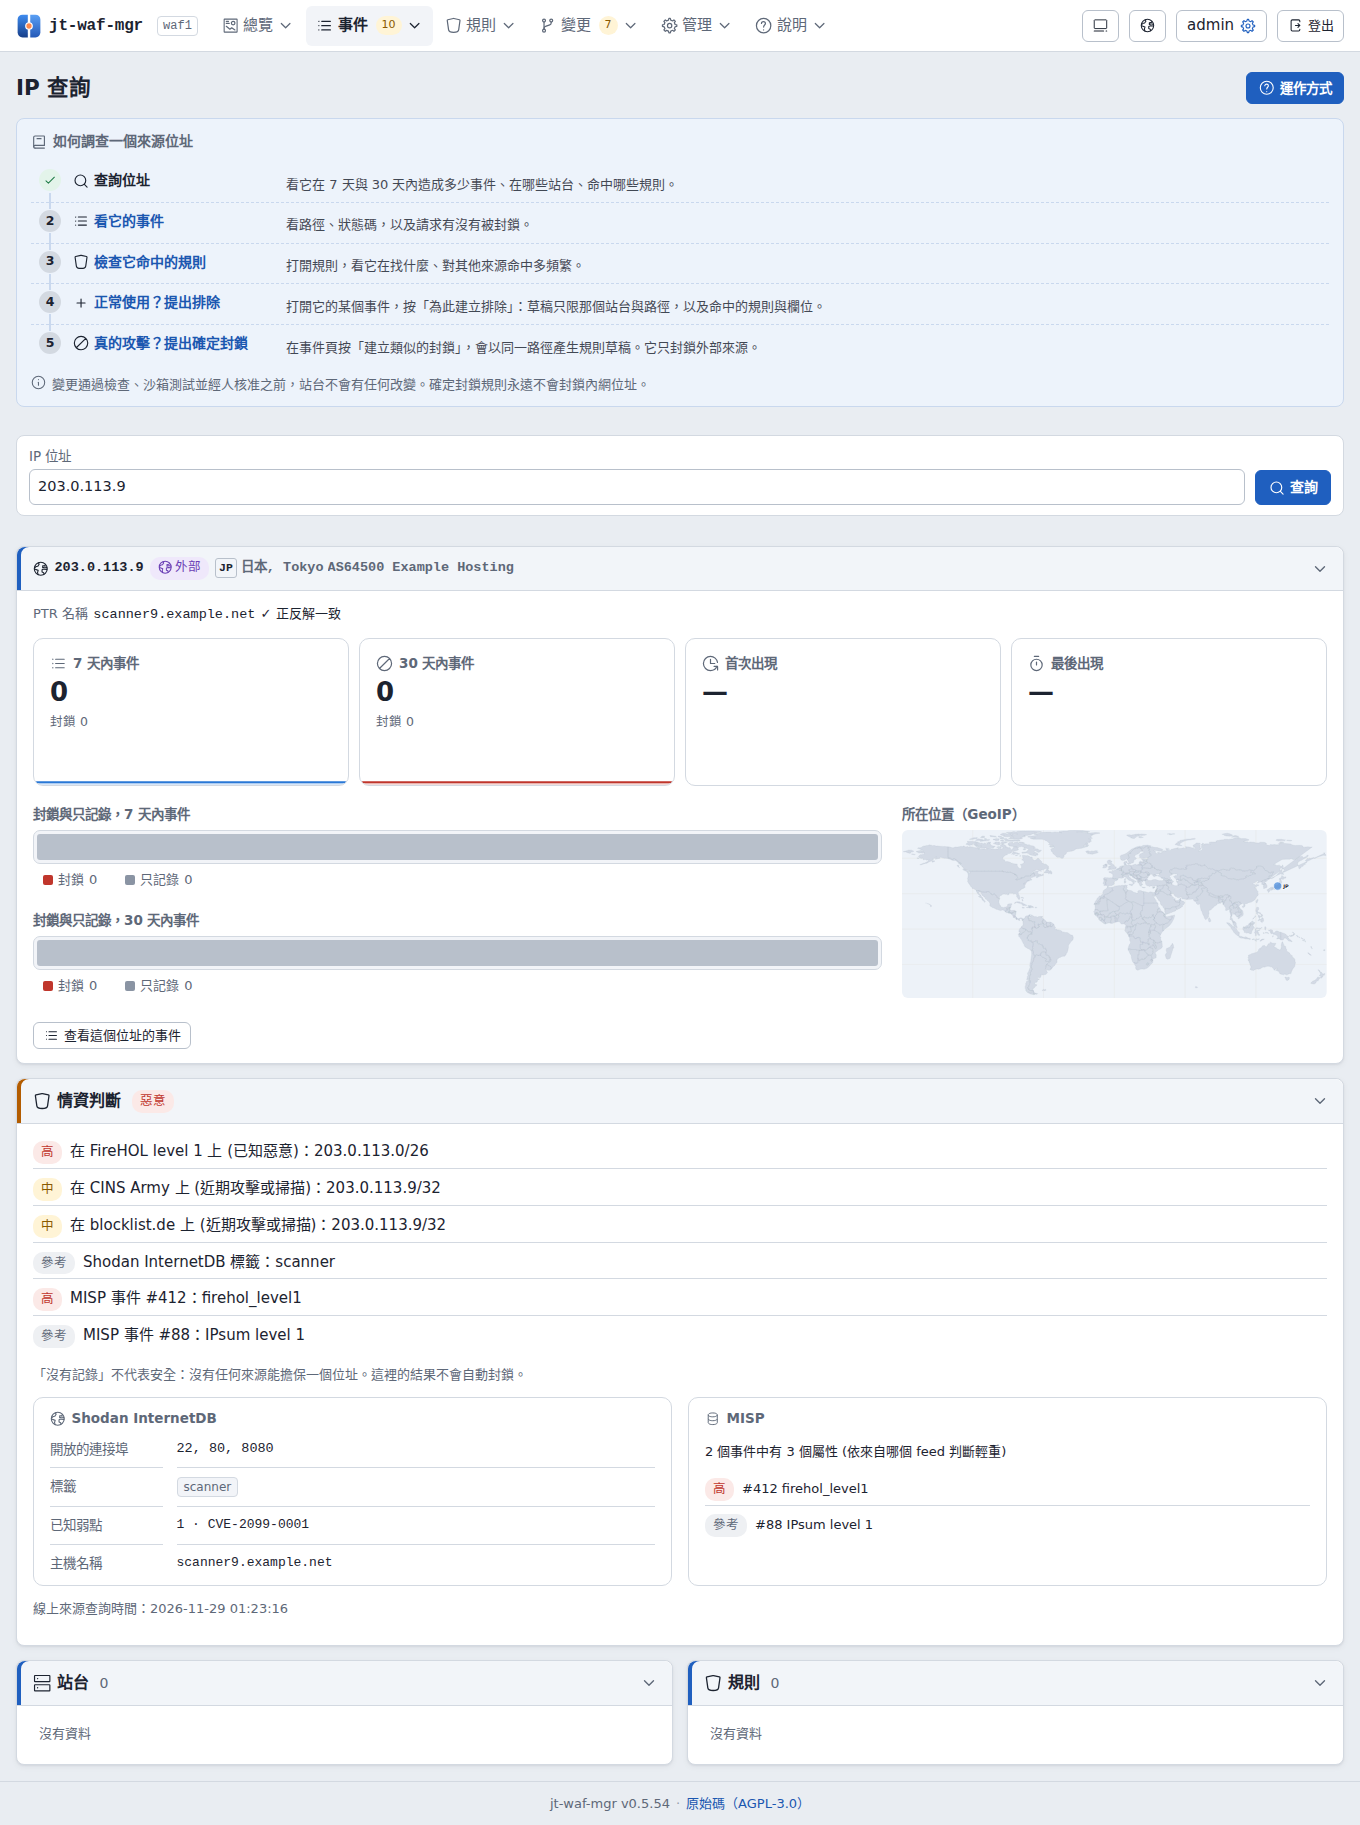 jt-waf-mgr waf1 總覽 事件 10 規則 變更 7 管理 說明 admin 登出
IP 查詢 運作方式
如何調查一個來源位址
查詢位址 看它在 7 天與 30 天內造成多少事件、在哪些站台、命中哪些規則。
2 看它的事件 看路徑、狀態碼，以及請求有沒有被封鎖。
3 檢查它命中的規則 打開規則，看它在找什麼、對其他來源命中多頻繁。
4 正常使用？提出排除 打開它的某個事件，按「為此建立排除」：草稿只限那個站台與路徑，以及命中的規則與欄位。
5 真的攻擊？提出確定封鎖 在事件頁按「建立類似的封鎖」，會以同一路徑產生規則草稿。它只封鎖外部來源。
變更通過檢查、沙箱測試並經人核准之前，站台不會有任何改變。確定封鎖規則永遠不會封鎖內網位址。
IP 位址
203.0.113.9 查詢
203.0.113.9 外部 JP 日本, Tokyo AS64500 Example Hosting
PTR 名稱 scanner9.example.net ✓ 正反解一致
7 天內事件
0
封鎖 0
30 天內事件
0
封鎖 0
首次出現
—
最後出現
—
封鎖與只記錄，7 天內事件
封鎖 0 只記錄 0
封鎖與只記錄，30 天內事件
封鎖 0 只記錄 0
所在位置（GeoIP）
JP
查看這個位址的事件
情資判斷 惡意
高 在 FireHOL level 1 上 (已知惡意)：203.0.113.0/26
中 在 CINS Army 上 (近期攻擊或掃描)：203.0.113.9/32
中 在 blocklist.de 上 (近期攻擊或掃描)：203.0.113.9/32
參考 Shodan InternetDB 標籤：scanner
高 MISP 事件 #412：firehol_level1
參考 MISP 事件 #88：IPsum level 1
「沒有記錄」不代表安全：沒有任何來源能擔保一個位址。這裡的結果不會自動封鎖。
Shodan InternetDB
開放的連接埠 22, 80, 8080
標籤 scanner
已知弱點 1 · CVE-2099-0001
主機名稱 scanner9.example.net
MISP
2 個事件中有 3 個屬性 (依來自哪個 feed 判斷輕重)
高 #412 firehol_level1
參考 #88 IPsum level 1
線上來源查詢時間：2026-11-29 01:23:16
站台 0
沒有資料
規則 0
沒有資料
jt-waf-mgr v0.5.54 · 原始碼（AGPL-3.0）